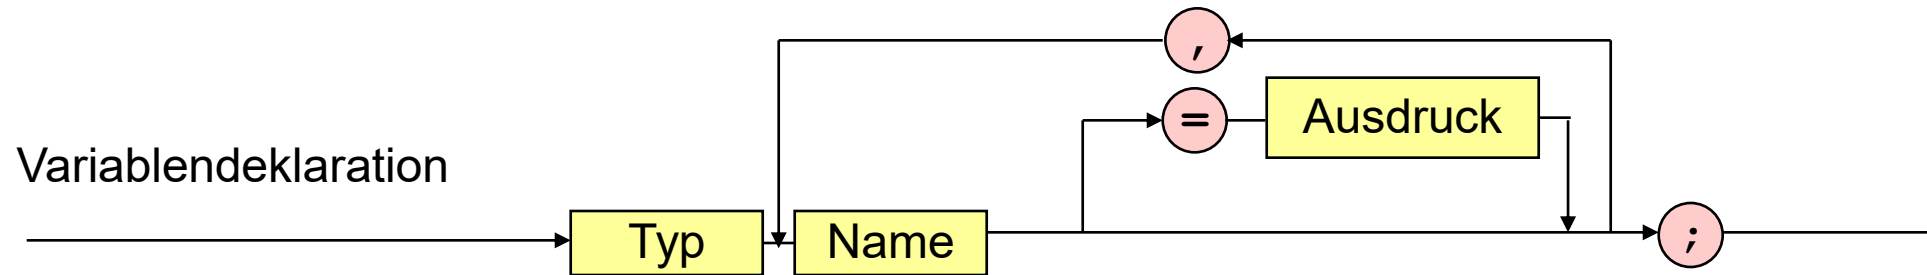 ,
= Ausdruck
Variablendeklaration
Typ Name ;